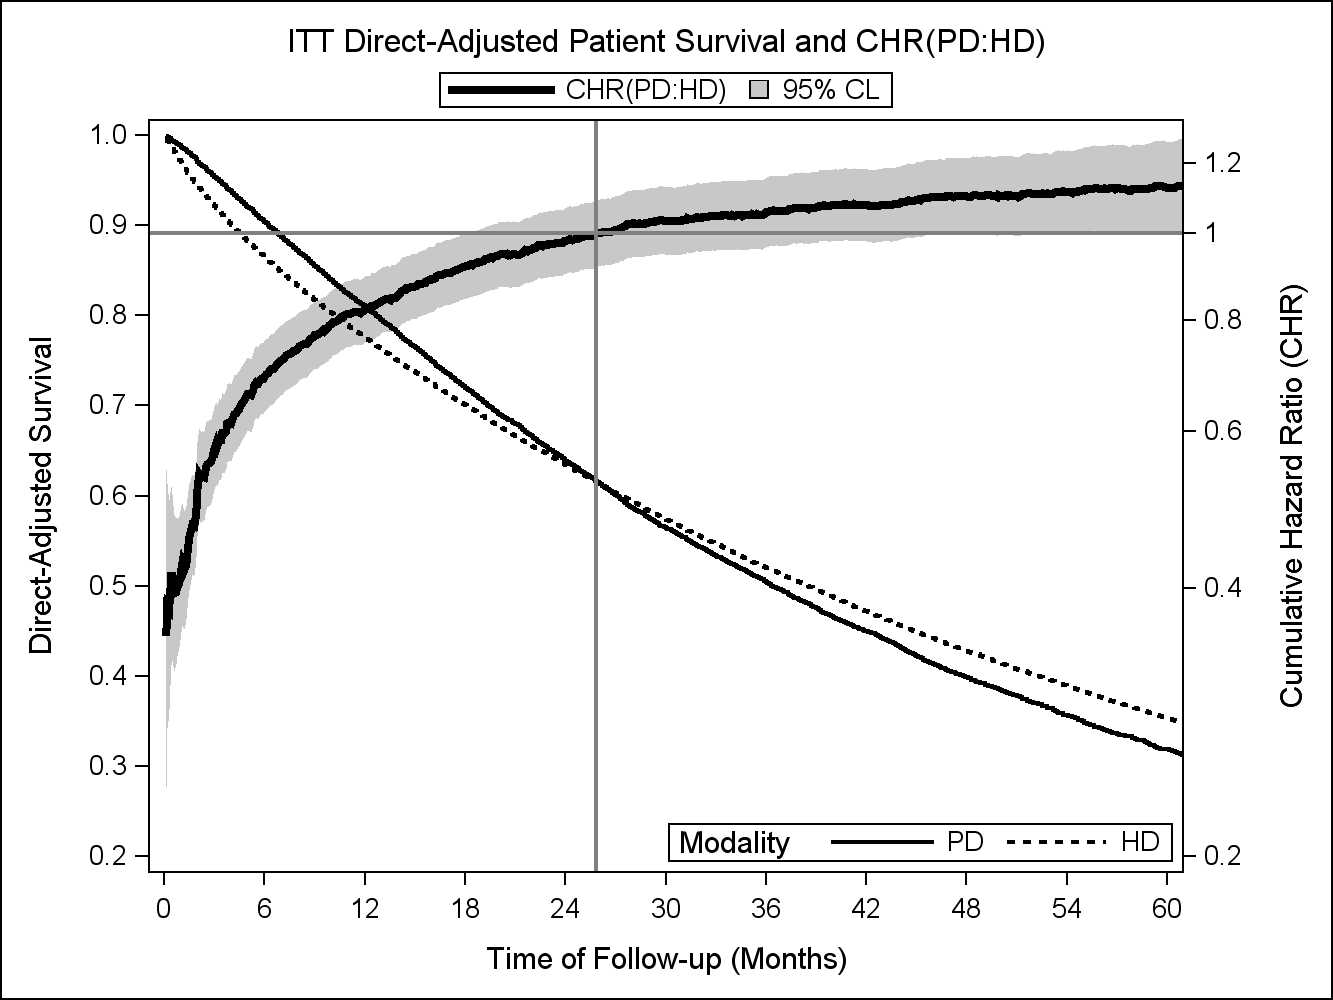 ITT Direct-Adjusted Patient Survival and CHR(PD:HD)
CHR(PD:HD) 95% CL
Direct-Adjusted Survival
1.0
0.9
0.8
0.7
0.6
0.5
0.4
0.3
0.2
1.2
1
0.8
0.6
0.4
0.2
Cumulative Hazard Ratio (CHR)
Modality PD HD
0 6 12 18 24 30 36 42 48 54 60
Time of Follow-up (Months)